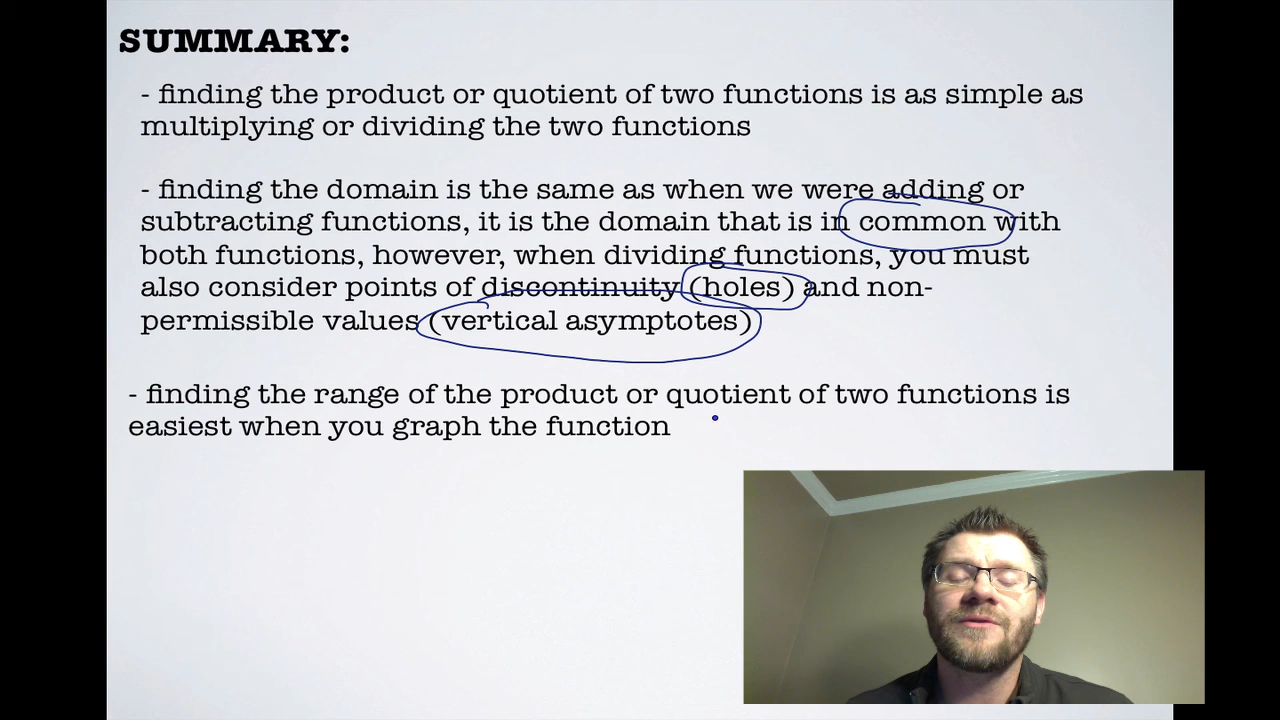 SUMMARY:
- finding the product or quotient of two functions is as simple as
multiplying or dividing the two functions
- finding the domain is the same as when we were adding or
subtracting functions, it is the domain that is in common with
both functions, however, when dividing functions, you must
also consider points of discontinuity (holes) and non-
permissible values (vertical asymptotes)
- finding the range of the product or quotient of two functions is
easiest when you graph the function